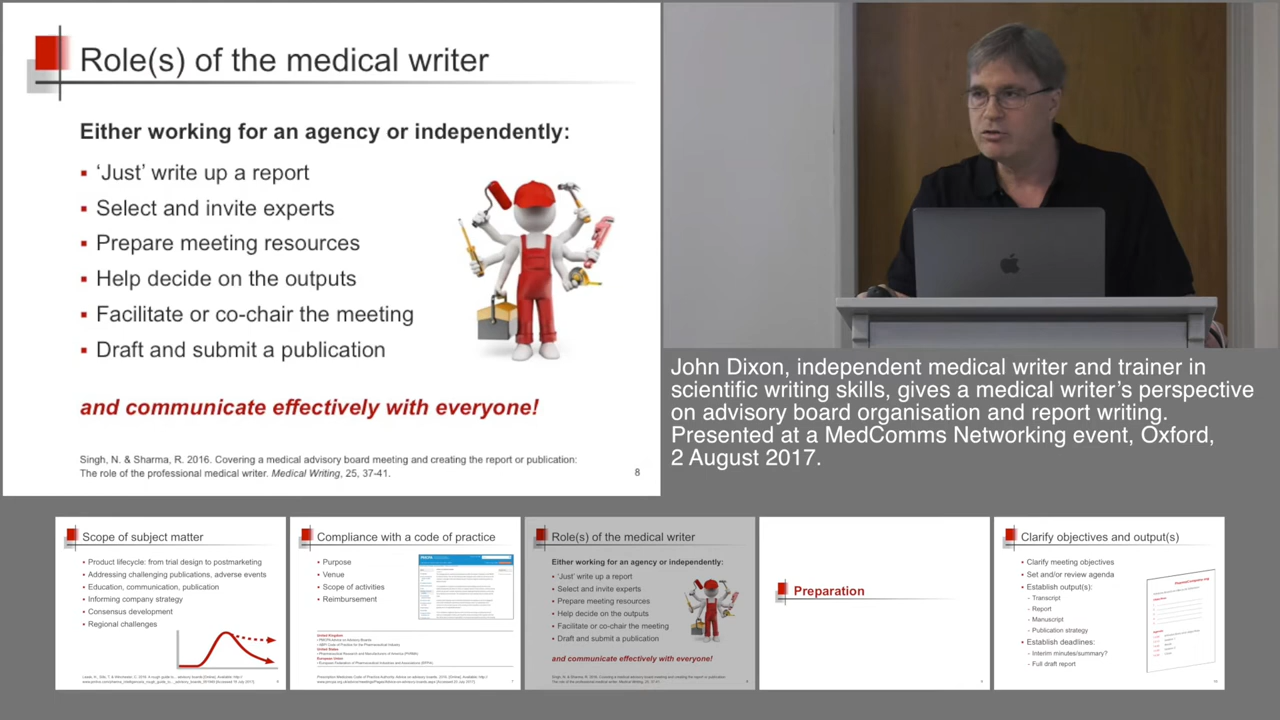 Role(s) of the medical writer
Either working for an agency or independently:
▪ ‘Just’ write up a report
▪ Select and invite experts
▪ Prepare meeting resources
▪ Help decide on the outputs
▪ Facilitate or co-chair the meeting
▪ Draft and submit a publication
and communicate effectively with everyone!
Singh, N. & Sharma, R. 2016. Covering a medical advisory board meeting and creating the report or publication:
The role of the professional medical writer. Medical Writing, 25, 37-41.
8
John Dixon, independent medical writer and trainer in
scientific writing skills, gives a medical writer’s perspective
on advisory board organisation and report writing.
Presented at a MedComms Networking event, Oxford,
2 August 2017.
Scope of subject matter
▪ Product lifecycle: from trial design to postmarketing
▪ Addressing challenging publications, adverse events
▪ Education, communication, publication
▪ Informing company strategy
▪ Consensus development
▪ Regional challenges
Compliance with a code of practice
▪ Purpose
▪ Venue
▪ Scope of activities
▪ Reimbursement
United Kingdom
United States
European Union
Role(s) of the medical writer
Either working for an agency or independently:
▪ ‘Just’ write up a report
▪ Select and invite experts
▪ Prepare meeting resources
▪ Help decide on the outputs
▪ Facilitate or co-chair the meeting
▪ Draft and submit a publication
and communicate effectively with everyone!
Preparation
Clarify objectives and output(s)
▪ Clarify meeting objectives
▪ Set and/or review agenda
▪ Establish output(s):
- Transcript
- Report
- Manuscript
- Publication strategy
▪ Establish deadlines:
- Interim minutes/summary?
- Full draft report